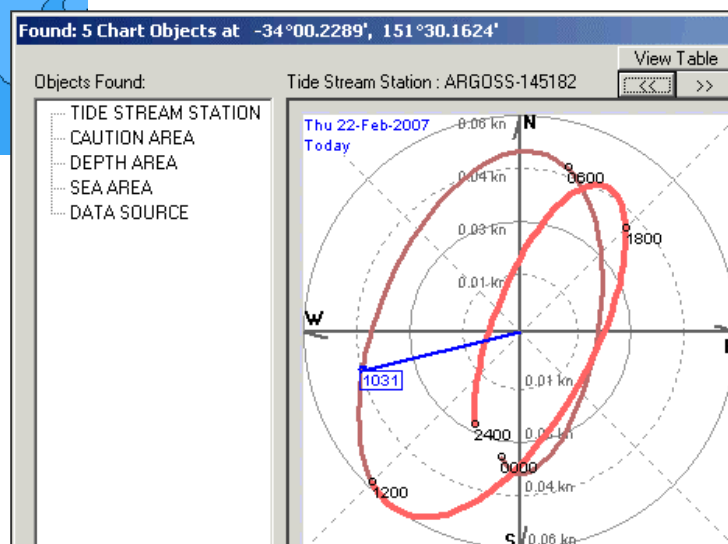 Found: 5 Chart Objects at -34°00.2289', 151°30.1624'
View Table
Objects Found:
Tide Stream Station : ARGOSS-145182
<< >>
TIDE STREAM STATION
CAUTION AREA
DEPTH AREA
SEA AREA
DATA SOURCE
Thu 22-Feb-2007
Today
0.06 kn
N
0.04 kn
0600
0.03 kn
1800
0.01 kn
W
1031
0.01 kn
2400
0000
0.04 kn
1200
S
0.06 kn